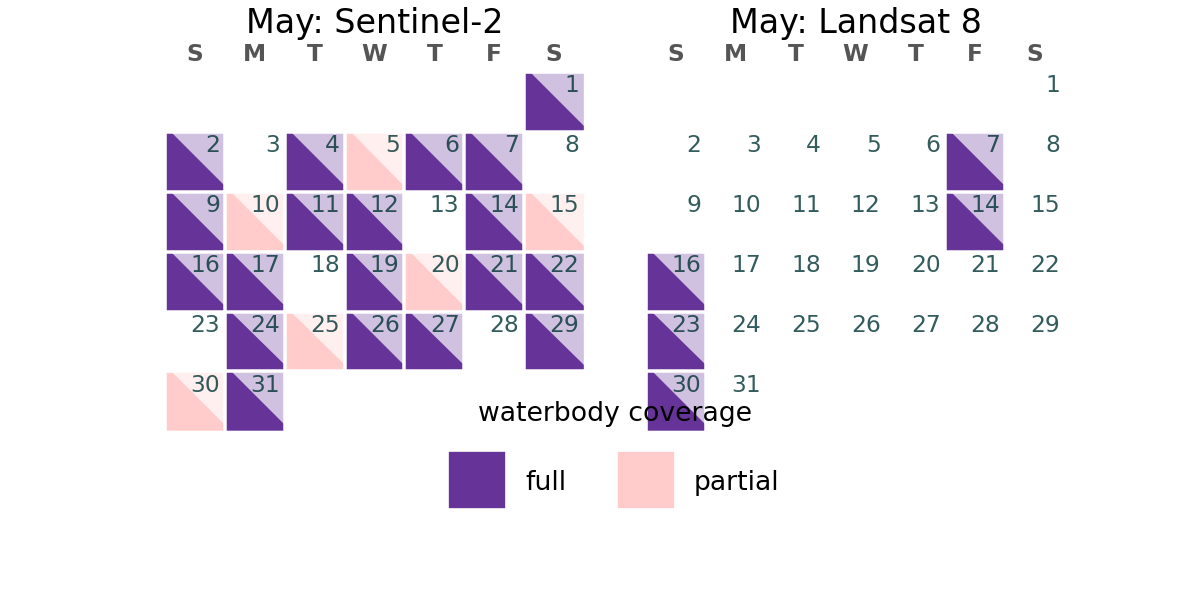 May: Sentinel-2
S M T W T F S
1
2 3 4 5 6 7 8
9 10 11 12 13 14 15
16 17 18 19 20 21 22
23 24 25 26 27 28 29
30 31
May: Landsat 8
S M T W T F S
1
2 3 4 5 6 7 8
9 10 11 12 13 14 15
16 17 18 19 20 21 22
23 24 25 26 27 28 29
30 31
waterbody coverage
full partial